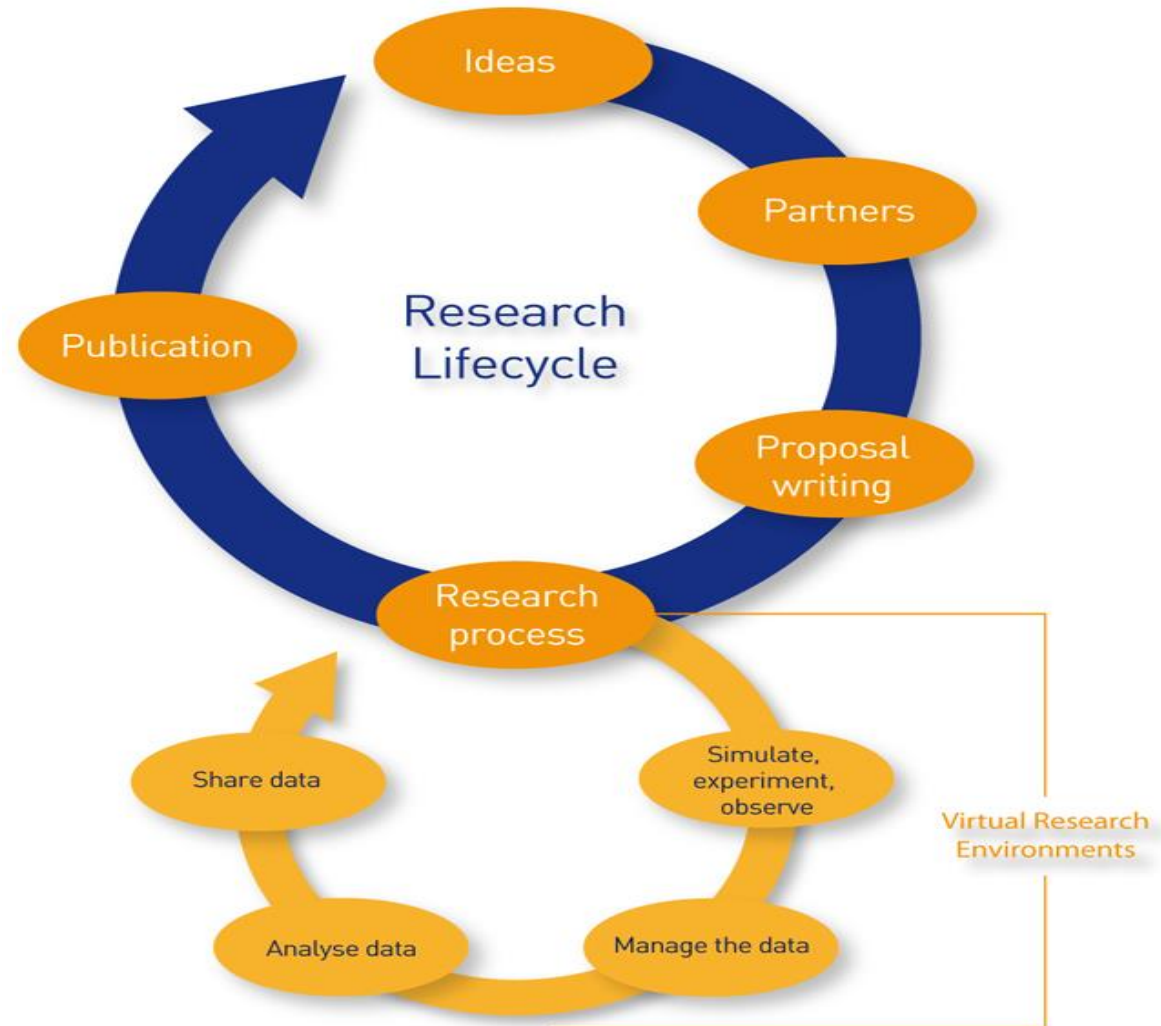 Ideas
Partners
Research
Lifecycle
Publication
Proposal
writing
Research
process
Simulate,
experiment,
observe
Share data
Virtual Research
Environments
Manage the data
Analyse data